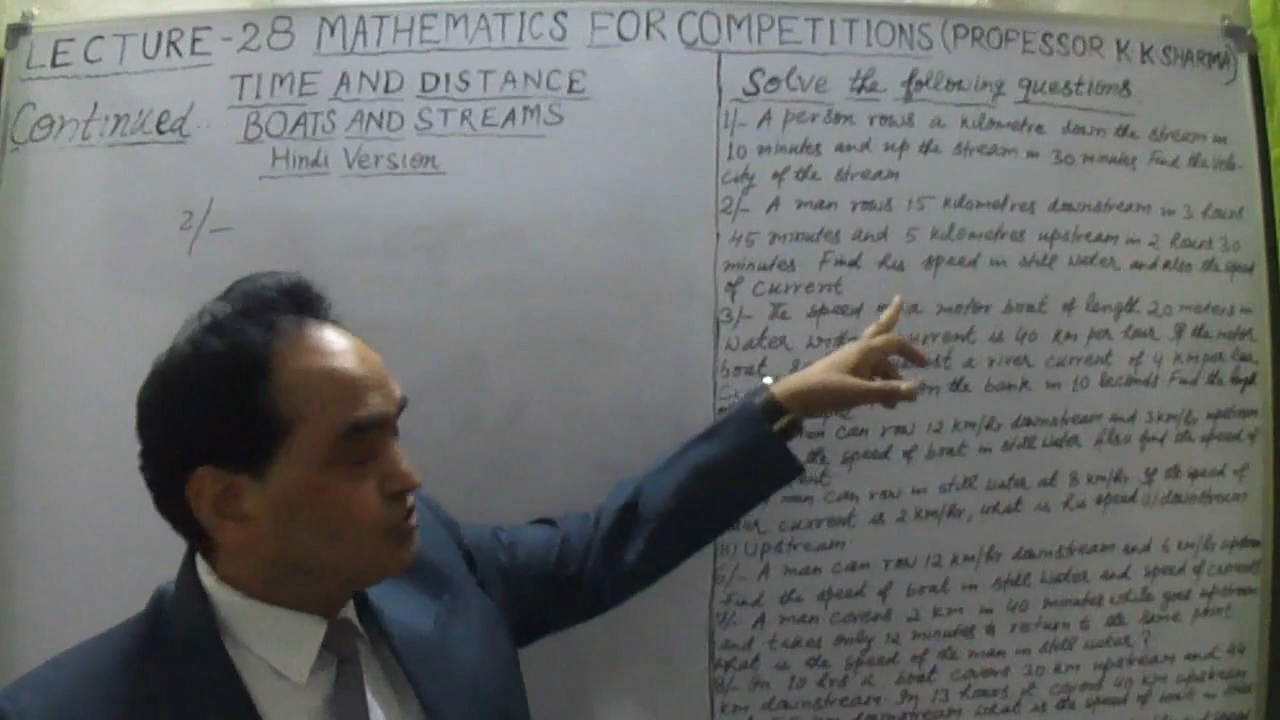 LECTURE-28 MATHEMATICS FOR COMPETITIONS (PROFESSOR K K SHARMA)
TIME AND DISTANCE
Continued..
BOATS AND STREAMS
Hindi Version
2/-
Solve the following questions
1/- A person rows a kilometre down the stream in
10 minutes and up the stream in 30 minutes Find the velo-
city of the stream
2/- A man rows 15 kilometres downstream in 3 hours
45 minutes and 5 kilometres upstream in 2 hours 30
minutes Find his speed in still water and also the speed
of current
3/- The speed a motor boat of length 20 meters in
water current is 40 km per hour If the motor
boat a river current of 4 km per hour
on the bank in 10 seconds Find the length
can row 12 km/hr downstream and 3 km/hr upstream
the speed of boat in still water Also find the speed of
man can row in still water at 8 km/hr If the speed of
current is 2 km/hr, what is his speed (i) downstream
(ii) Upstream.
6/- A man can row 12 km/hr downstream and 6 km/hr upstream
Find the speed of boat in still water and speed of current
7/- A man covers 2 km in 40 minutes while goes upstream
and takes only 12 minutes to return to the same point
What is the speed of the man in still water?
8/- In 10 hrs a boat covers 30 km upstream and 44
km downstream. In 13 hours it covers 40 km upstream
downstream what is the speed of boat in